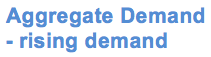 Aggregate Demand
- rising demand